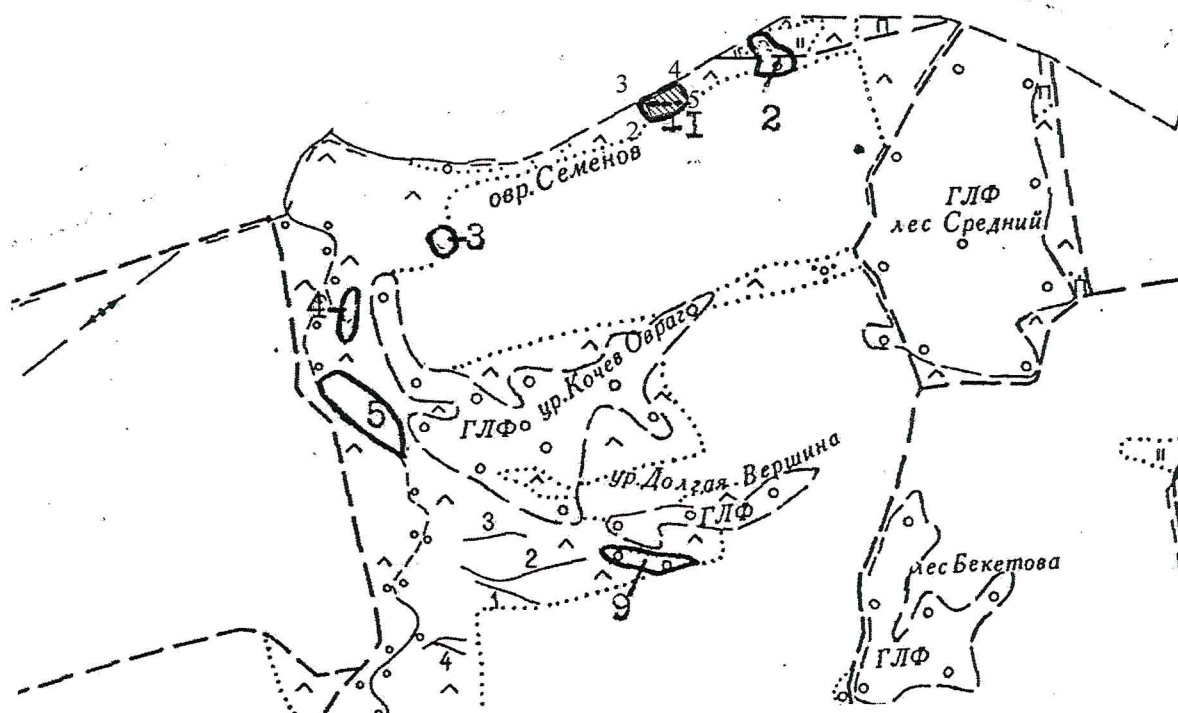 4
3
5
I
2
2
овр. Семенов
П
П
П
ГЛФ
лес Средний
3
4
ур. Кочев Овраг
5
ГЛФ
ур. Долгая Вершина
ГЛФ
3
2
9
1
4
лес Бекетова
ГЛФ